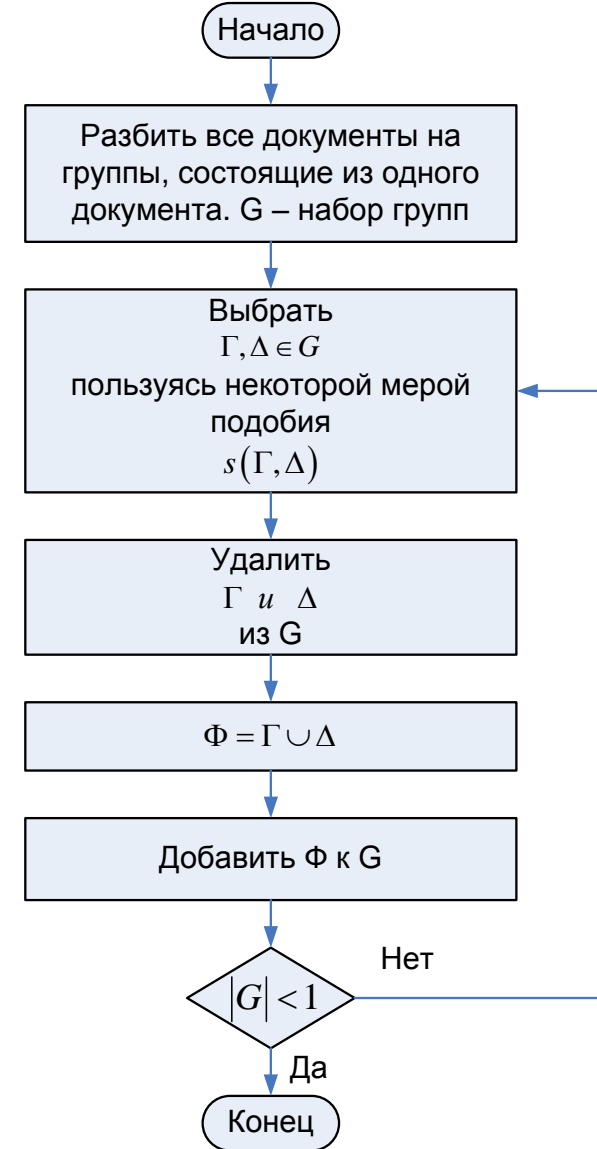 Начало
Разбить все документы на
группы, состоящие из одного
документа. G – набор групп
Выбрать
Γ, Δ ∈ G
пользуясь некоторой мерой
подобия
s(Γ, Δ)
Удалить
Γ и Δ
из G
Φ = Γ ∪ Δ
Добавить Ф к G
Нет
|G| < 1
Да
Конец